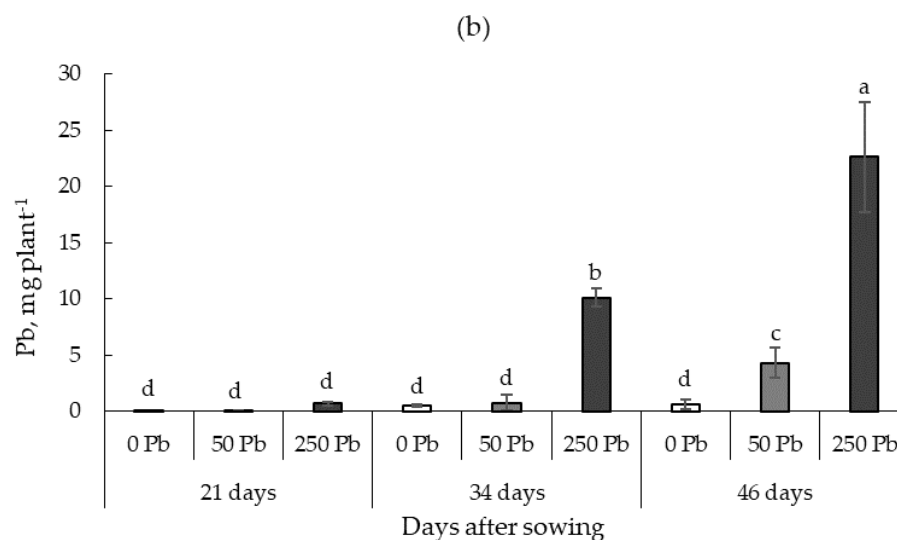 (b)
Pb, mg plant⁻¹
30
25
20
15
10
5
0
d
d
d
d
d
b
d
c
a
0 Pb
50 Pb
250 Pb
0 Pb
50 Pb
250 Pb
0 Pb
50 Pb
250 Pb
21 days
34 days
46 days
Days after sowing